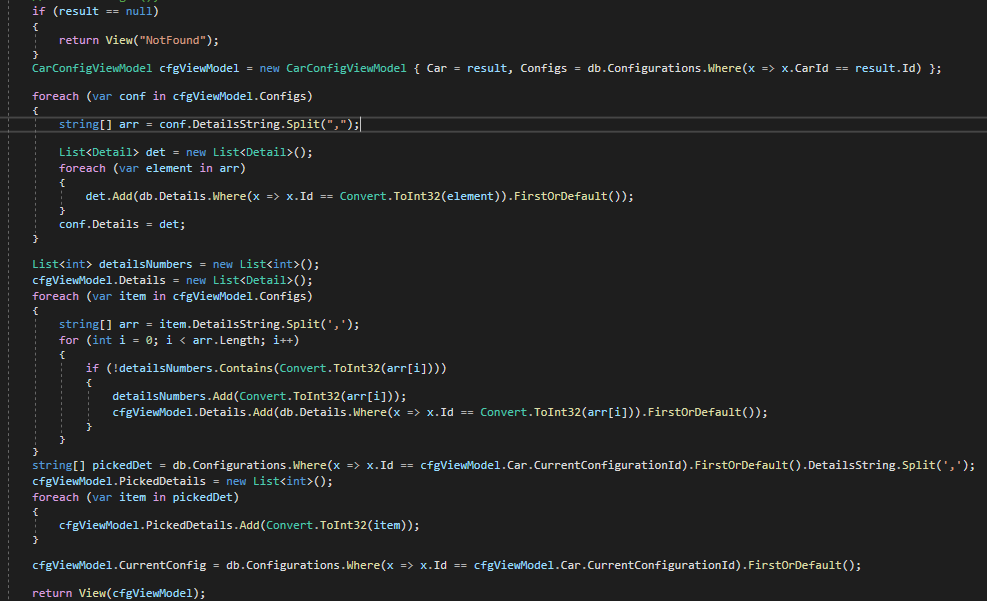 if (result == null)
{
return View("NotFound");
}
CarConfigViewModel cfgViewModel = new CarConfigViewModel { Car = result, Configs = db.Configurations.Where(x => x.CarId == result.Id) };
foreach (var conf in cfgViewModel.Configs)
{
string[] arr = conf.DetailsString.Split(",");
List<Detail> det = new List<Detail>();
foreach (var element in arr)
{
det.Add(db.Details.Where(x => x.Id == Convert.ToInt32(element)).FirstOrDefault());
}
conf.Details = det;
}
List<int> detailsNumbers = new List<int>();
cfgViewModel.Details = new List<Detail>();
foreach (var item in cfgViewModel.Configs)
{
string[] arr = item.DetailsString.Split(',');
for (int i = 0; i < arr.Length; i++)
{
if (!detailsNumbers.Contains(Convert.ToInt32(arr[i])))
{
detailsNumbers.Add(Convert.ToInt32(arr[i]));
cfgViewModel.Details.Add(db.Details.Where(x => x.Id == Convert.ToInt32(arr[i])).FirstOrDefault());
}
}
}
string[] pickedDet = db.Configurations.Where(x => x.Id == cfgViewModel.Car.CurrentConfigurationId).FirstOrDefault().DetailsString.Split(',');
cfgViewModel.PickedDetails = new List<int>();
foreach (var item in pickedDet)
{
cfgViewModel.PickedDetails.Add(Convert.ToInt32(item));
}
cfgViewModel.CurrentConfig = db.Configurations.Where(x => x.Id == cfgViewModel.Car.CurrentConfigurationId).FirstOrDefault();
return View(cfgViewModel);